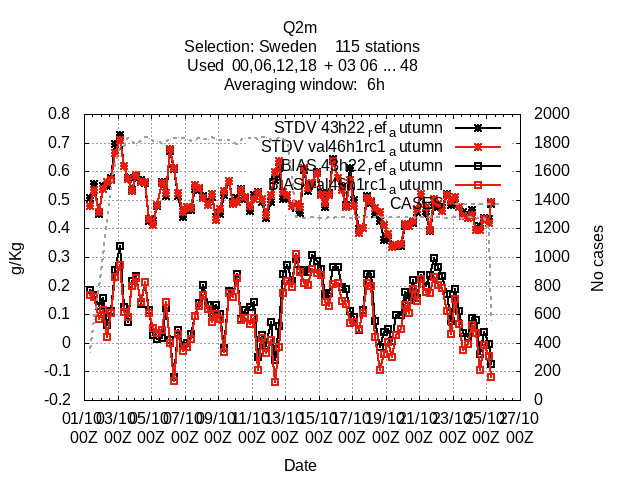 Q2m
Selection: Sweden 115 stations
Used 00,06,12,18 + 03 06 ... 48
Averaging window: 6h
STDV 43h22_ref_autumn
STDV val46h1rc1_autumn
BIAS 43h22_ref_autumn
BIAS val46h1rc1_autumn
CASES
0.8
0.7
0.6
0.5
0.4
0.3
0.2
0.1
0
-0.1
-0.2
g/Kg
2000
1800
1600
1400
1200
1000
800
600
400
200
0
No cases
01/10 03/10 05/10 07/10 09/10 11/10 13/10 15/10 17/10 19/10 21/10 23/10 25/10 27/10
00Z 00Z 00Z 00Z 00Z 00Z 00Z 00Z 00Z 00Z 00Z 00Z 00Z 00Z
Date